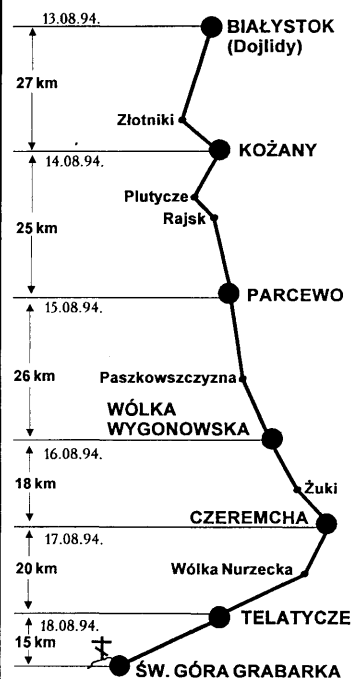 13.08.94.
BIAŁYSTOK
(Dojlidy)
27 km
Złotniki
KOŻANY
14.08.94.
Plutycze
Rajsk
25 km
PARCEWO
15.08.94.
26 km
Paszkowszczyzna
WÓLKA
WYGONOWSKA
16.08.94.
18 km
Żuki
CZEREMCHA
17.08.94.
20 km
Wólka Nurzecka
TELATYCZE
18.08.94.
15 km
ŚW. GÓRA GRABARKA